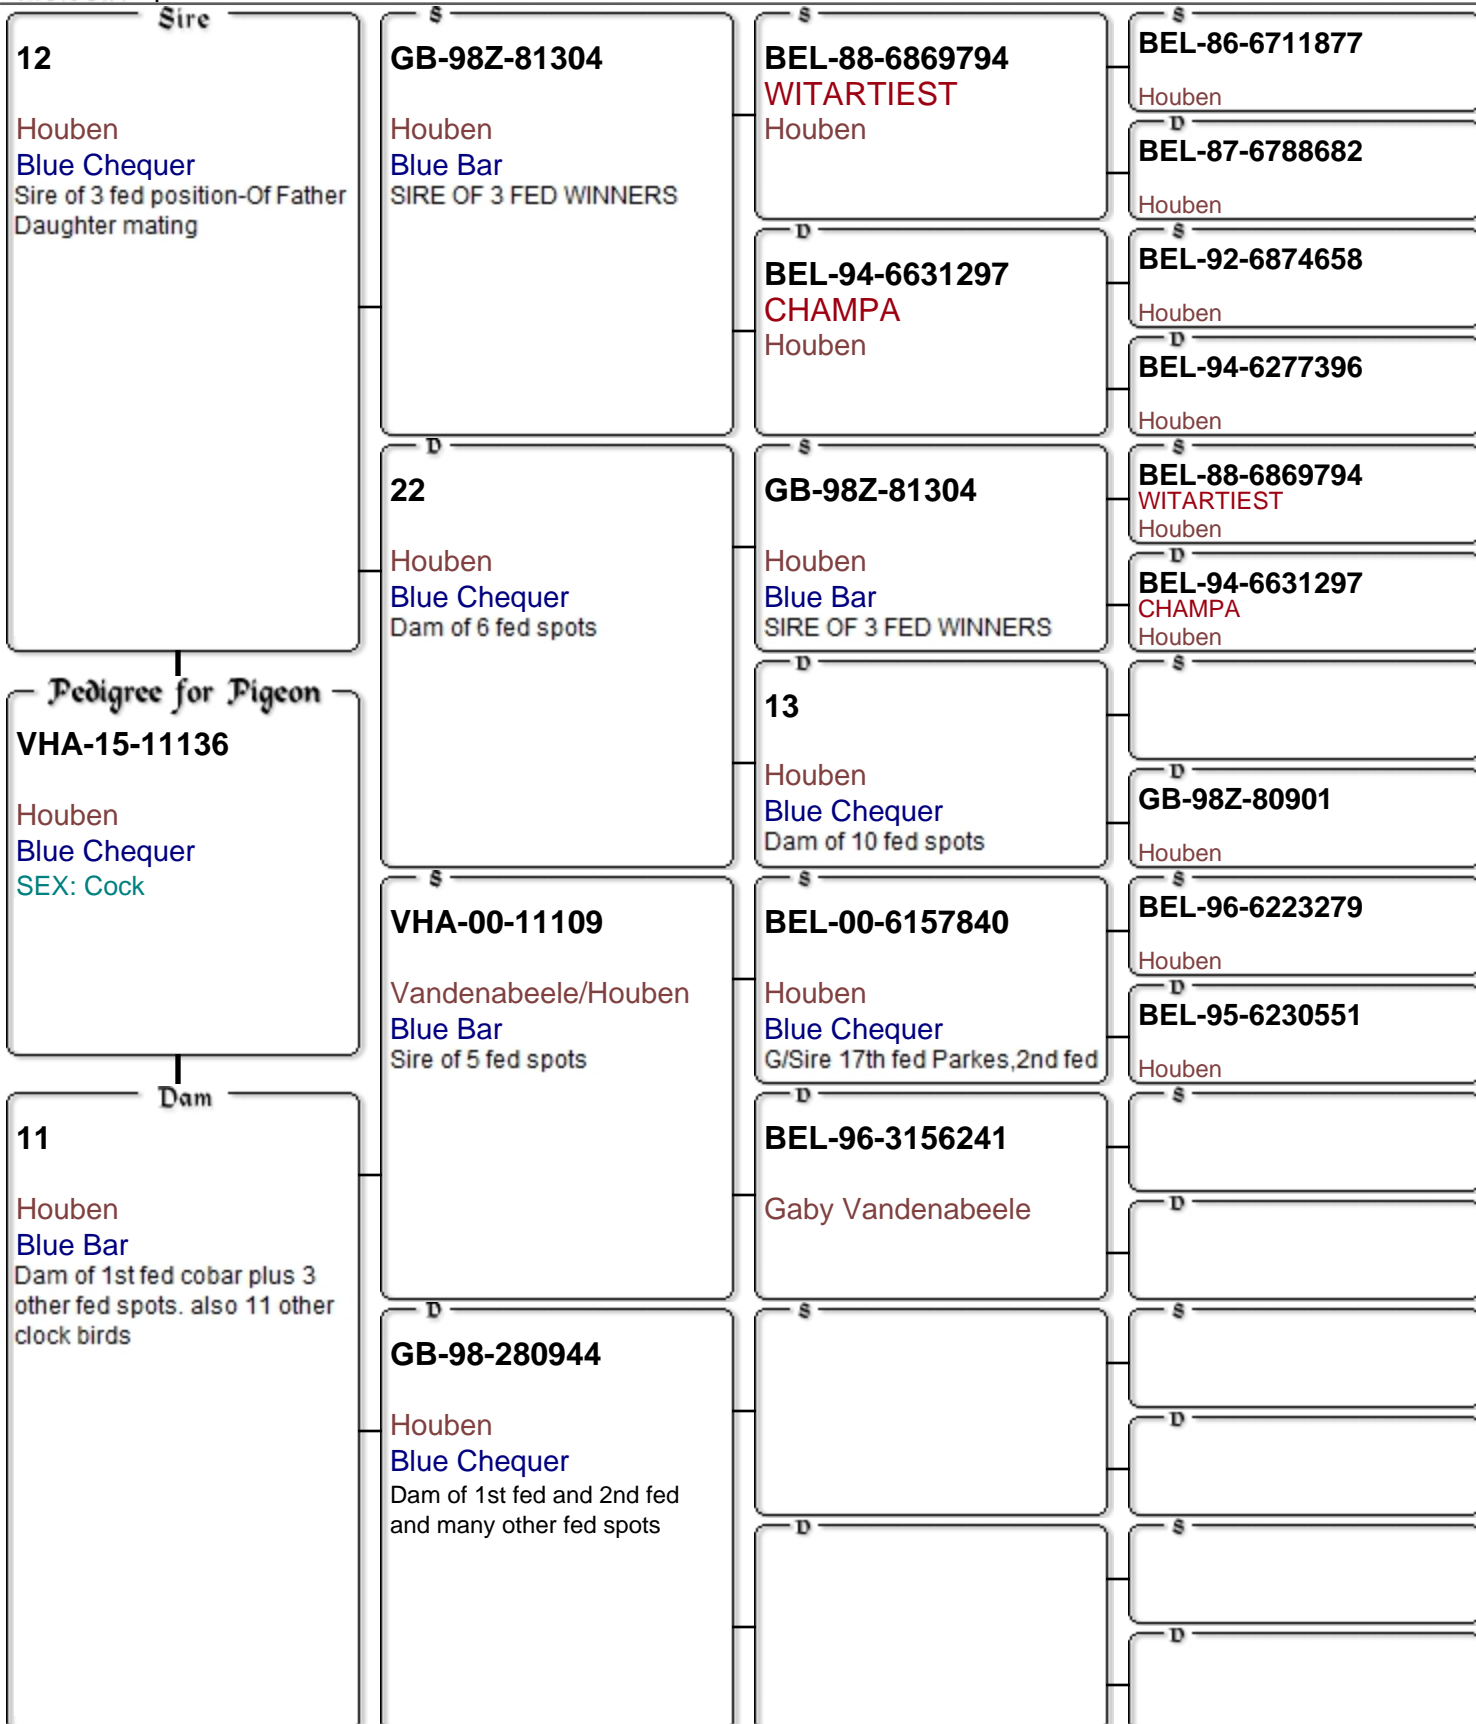 Sire
12
Houben
Blue Chequer
Sire of 3 fed position-Of Father
Daughter mating
Pedigree for Pigeon
VHA-15-11136
Houben
Blue Chequer
SEX: Cock
Dam
11
Houben
Blue Bar
Dam of 1st fed cobar plus 3
other fed spots. also 11 other
clock birds
S
GB-98Z-81304
Houben
Blue Bar
SIRE OF 3 FED WINNERS
D
22
Houben
Blue Chequer
Dam of 6 fed spots
S
VHA-00-11109
Vandenabeele/Houben
Blue Bar
Sire of 5 fed spots
D
GB-98-280944
Houben
Blue Chequer
Dam of 1st fed and 2nd fed
and many other fed spots
S
BEL-88-6869794
WITARTIEST
Houben
D
BEL-94-6631297
CHAMPA
Houben
S
GB-98Z-81304
Houben
Blue Bar
SIRE OF 3 FED WINNERS
D
13
Houben
Blue Chequer
Dam of 10 fed spots
S
BEL-00-6157840
Houben
Blue Chequer
G/Sire 17th fed Parkes,2nd fed
D
BEL-96-3156241
Gaby Vandenabeele
S
D
S
BEL-86-6711877
Houben
D
BEL-87-6788682
Houben
S
BEL-92-6874658
Houben
D
BEL-94-6277396
Houben
S
BEL-88-6869794
WITARTIEST
Houben
D
BEL-94-6631297
CHAMPA
Houben
S
D
GB-98Z-80901
Houben
S
BEL-96-6223279
Houben
D
BEL-95-6230551
Houben
S
D
S
D
S
D